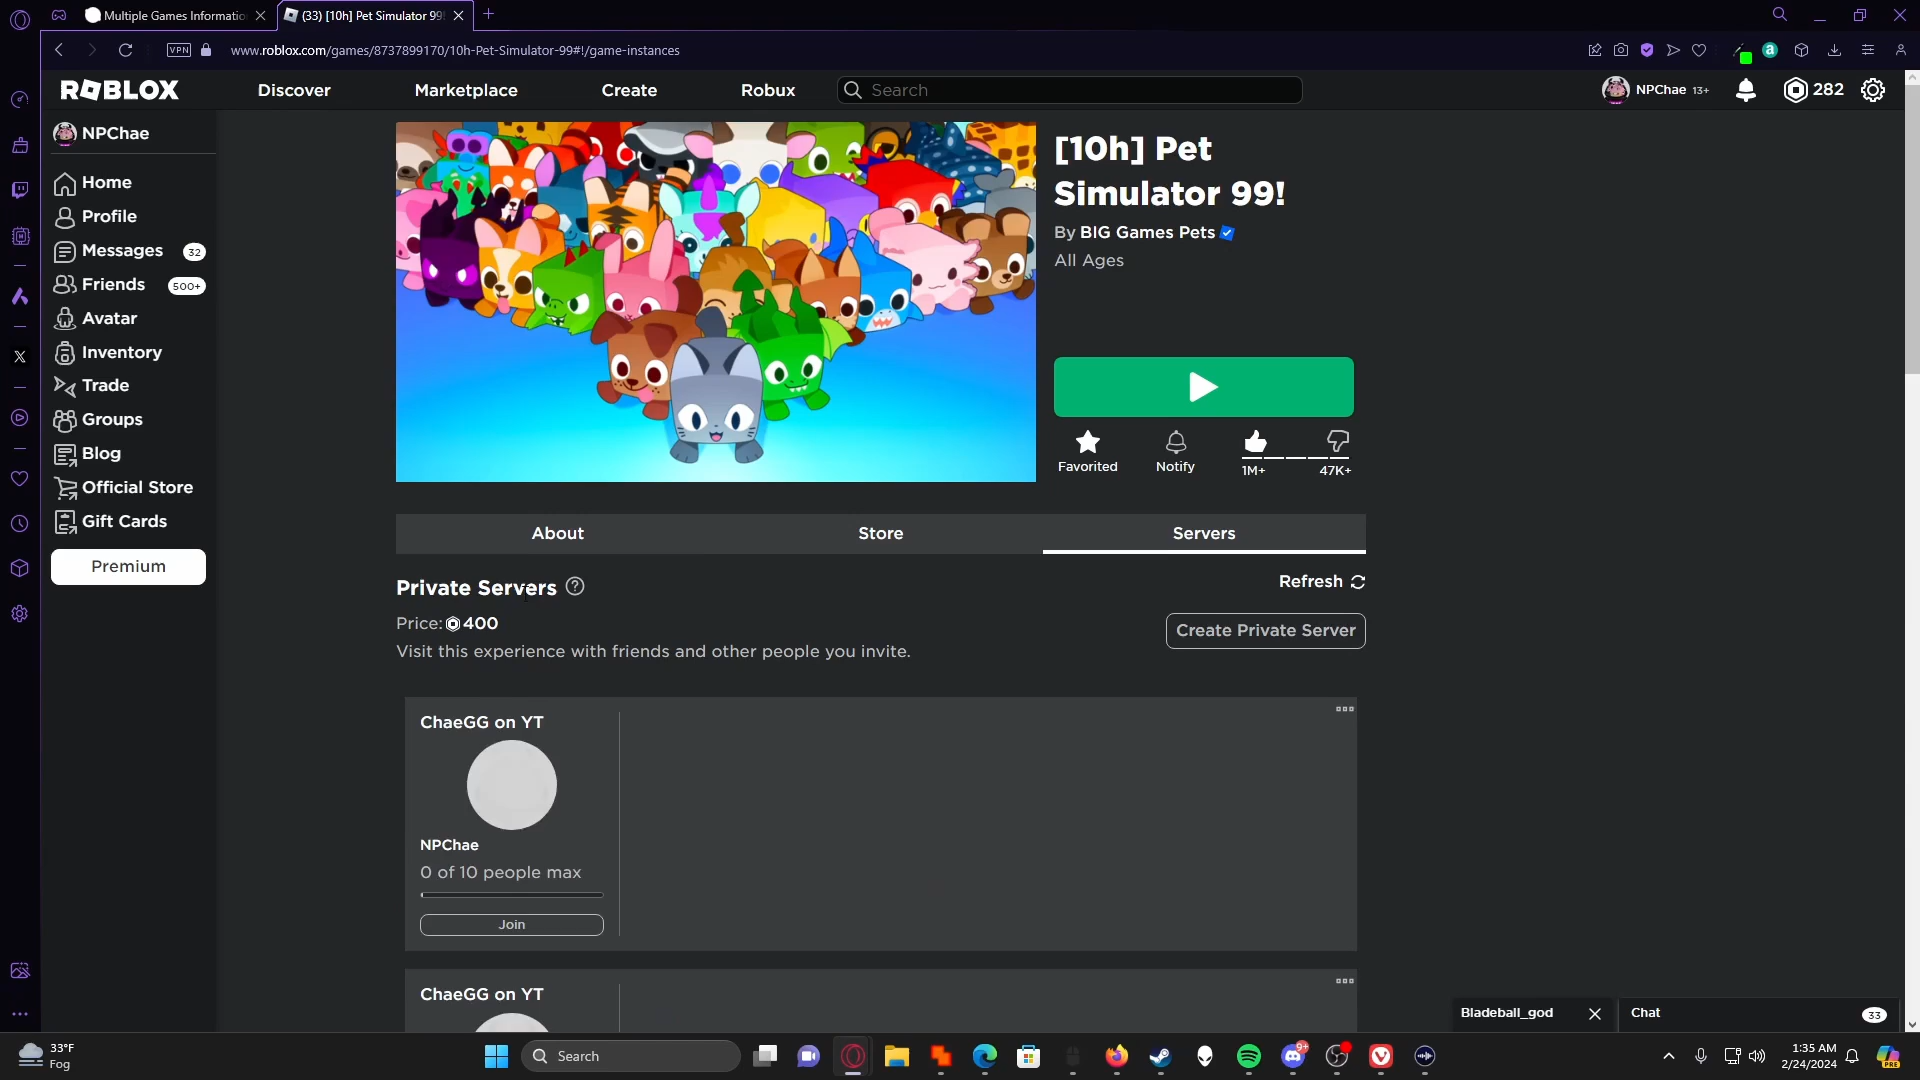 Multiple Games Informatio
(33) [10h] Pet Simulator 99!
VPN
www.roblox.com/games/8737899170/10h-Pet-Simulator-99#!/game-instances
ROBLOX
Discover
Marketplace
Create
Robux
Search
NPChae 13+
282
NPChae
Home
Profile
Messages 32
Friends 500+
Avatar
Inventory
Trade
Groups
Blog
Official Store
Gift Cards
Premium
[10h] Pet
Simulator 99!
By BIG Games Pets
All Ages
Favorited
Notify
1M+
47K+
About
Store
Servers
Private Servers
Refresh
Price: 400
Create Private Server
Visit this experience with friends and other people you invite.
ChaeGG on YT
NPChae
0 of 10 people max
Join
ChaeGG on YT
Bladeball_god
Chat
33
33°F
Fog
Search
9+
1:35 AM
2/24/2024
PRE